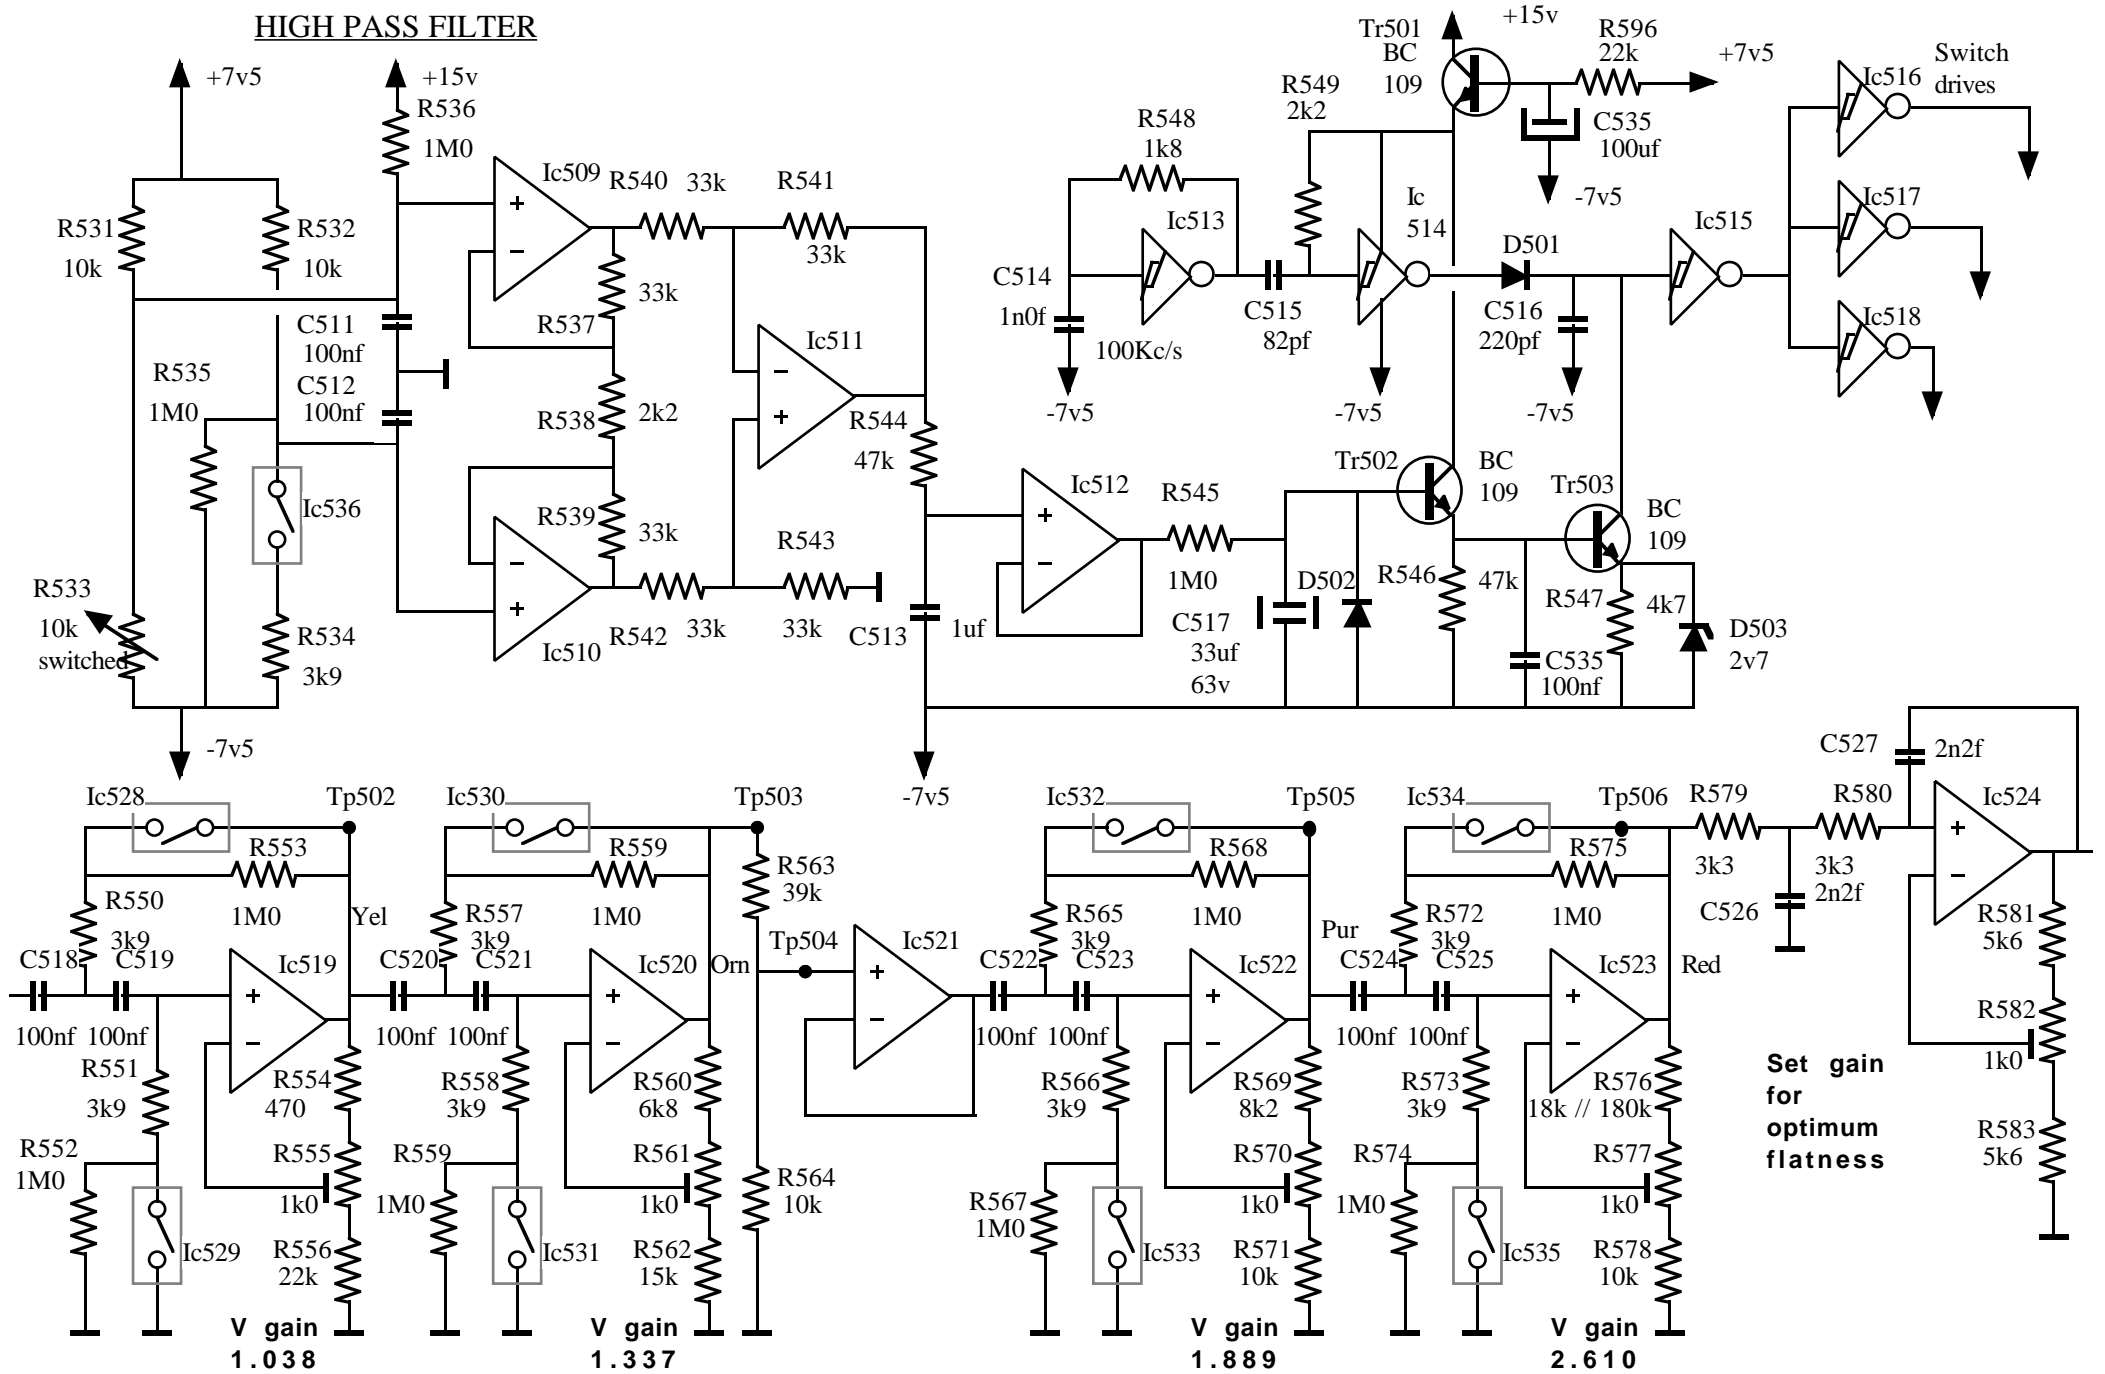 HIGH PASS FILTER
+7v5
+15v
R536
1M0
R531
10k
R532
10k
C511
100nf
C512
100nf
R535
1M0
Ic536
R533
10k
switched
R534
3k9
-7v5
Ic509
R540
33k
R541
33k
33k
R537
R538
2k2
R539
33k
Ic510
R542
33k
R543
33k
Ic511
R544
47k
C513
1uf
-7v5
Ic512
R545
1M0
D502
C517
33uf
63v
Tr501
BC
109
+15v
R596
22k
+7v5
C535
100uf
-7v5
R549
2k2
R548
1k8
Ic513
C514
1n0f
100Kc/s
-7v5
C515
82pf
Ic
514
-7v5
D501
C516
220pf
-7v5
Ic515
Ic516
Switch
drives
Ic517
Ic518
Tr502
BC
109
Tr503
BC
109
R546
47k
R547
4k7
C535
100nf
D503
2v7
Ic528
Tp502
R553
1M0
R550
3k9
Yel
C518
C519
100nf
100nf
Ic519
R551
3k9
R552
1M0
Ic529
R554
470
R555
1k0
R556
22k
V gain
1.038
Ic530
Tp503
R559
1M0
R557
3k9
C520
C521
100nf
100nf
Ic520
Orn
R558
3k9
R559
1M0
Ic531
R560
6k8
R561
1k0
R562
15k
V gain
1.337
R563
39k
Tp504
R564
10k
Ic521
Ic532
Tp505
R568
1M0
R565
3k9
Pur
C522
C523
100nf
100nf
Ic522
R566
3k9
R567
1M0
Ic533
R569
8k2
R570
1k0
R571
10k
V gain
1.889
Ic534
Tp506
R575
1M0
R572
3k9
C524
C525
100nf
100nf
Ic523
Red
R573
3k9
R574
1M0
Ic535
R576
18k // 180k
R577
1k0
R578
10k
V gain
2.610
R579
3k3
R580
3k3
C526
2n2f
C527
2n2f
Ic524
R581
5k6
R582
1k0
R583
5k6
Set gain
for
optimum
flatness